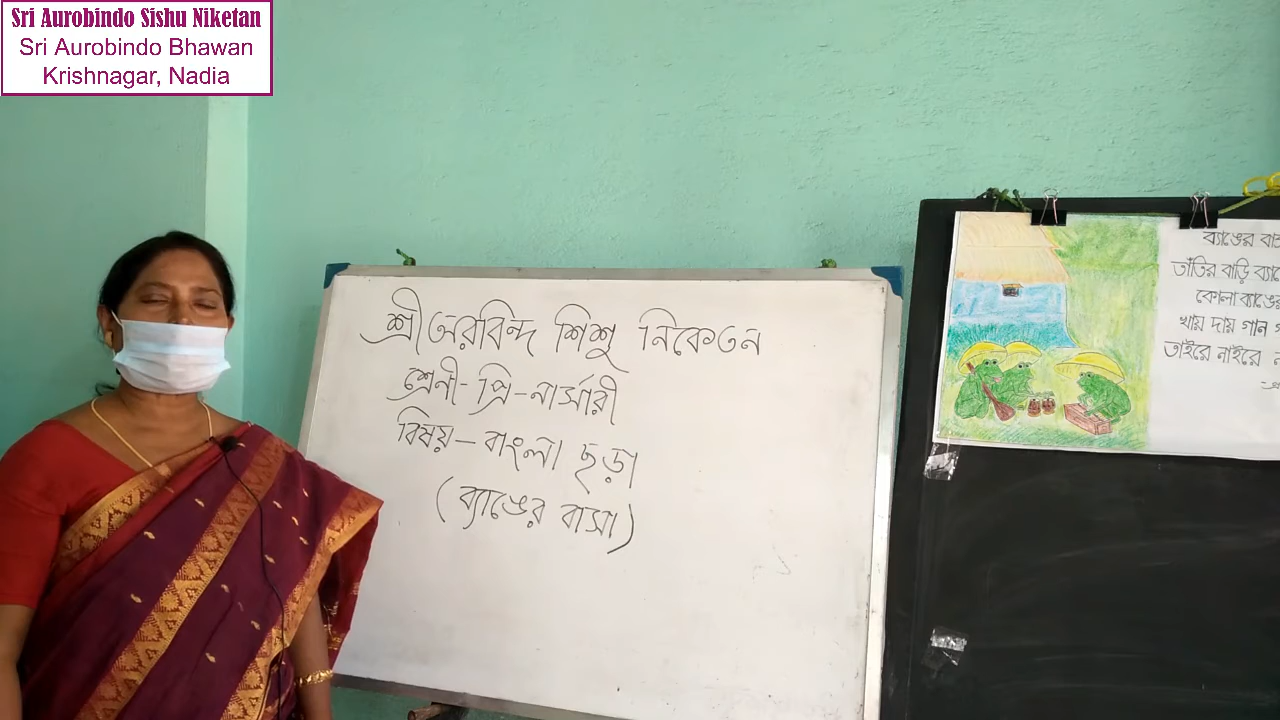 Sri Aurobindo Sishu Niketan
Sri Aurobindo Bhawan
Krishnagar, Nadia
শ্রীঅরবিন্দ শিশু নিকেতন
শ্রেনী- প্রি-নার্সারী
বিষয়- বাংলা ছড়া
(ব্যাঙের বাসা)
ব্যাঙের
তাঁতির বাড়ি
কোলা ব্যাঙের
খায় দায় গান
তাইরে নাইরে